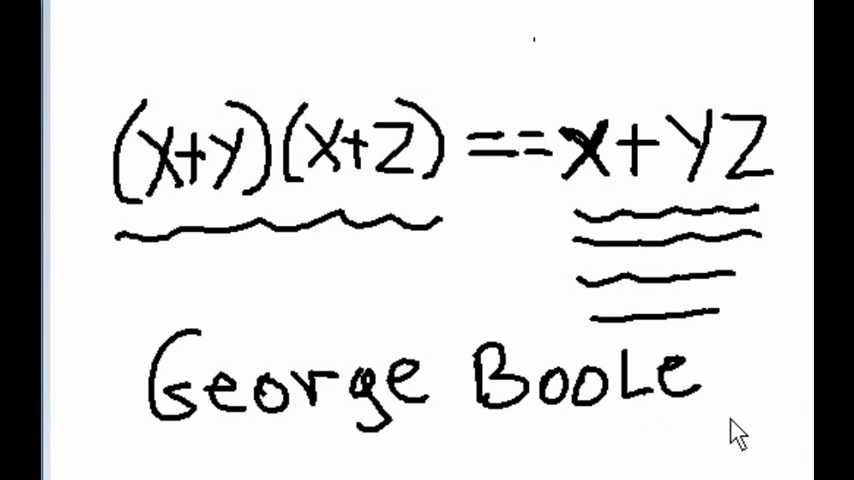 (X+Y)(X+Z) == X+YZ
George Boole